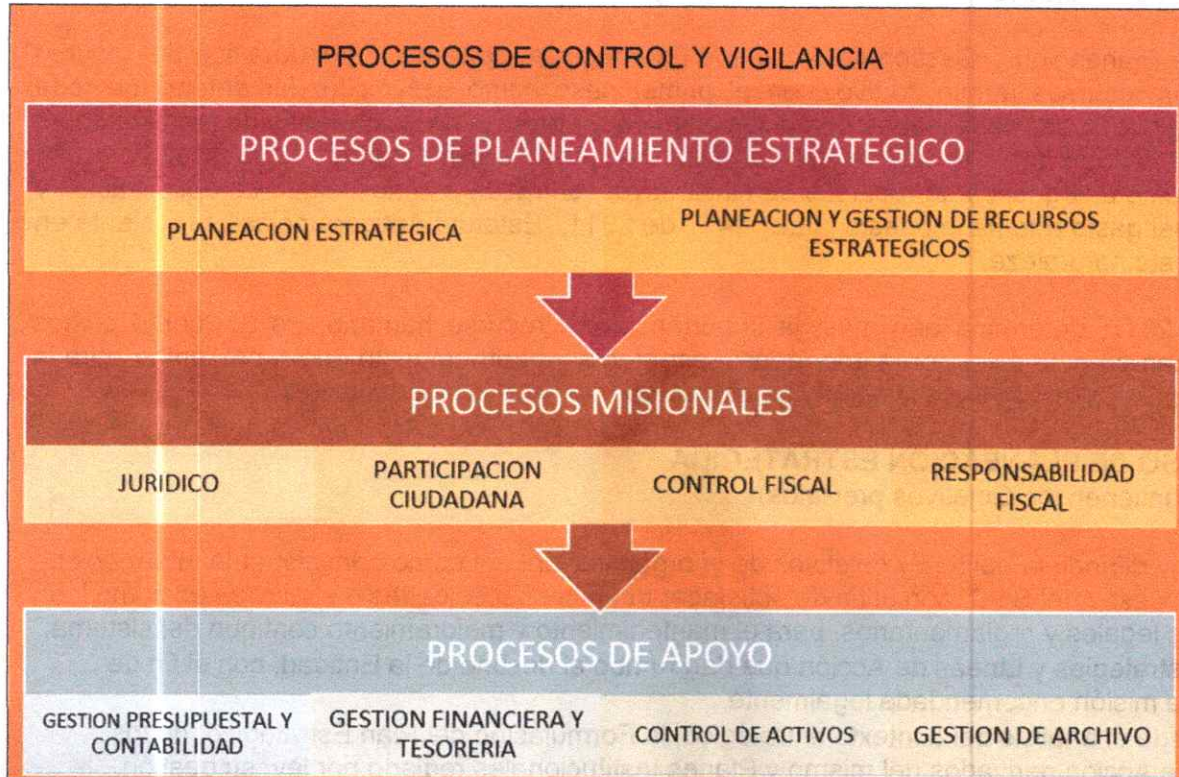 PROCESOS DE CONTROL Y VIGILANCIA
PROCESOS DE PLANEAMIENTO ESTRATEGICO
PLANEACION ESTRATEGICA
PLANEACION Y GESTION DE RECURSOS
ESTRATEGICOS
PROCESOS MISIONALES
JURIDICO
PARTICIPACION
CIUDADANA
CONTROL FISCAL
RESPONSABILIDAD
FISCAL
PROCESOS DE APOYO
GESTION PRESUPUESTAL Y
CONTABILIDAD
GESTION FINANCIERA Y
TESORERIA
CONTROL DE ACTIVOS
GESTION DE ARCHIVO